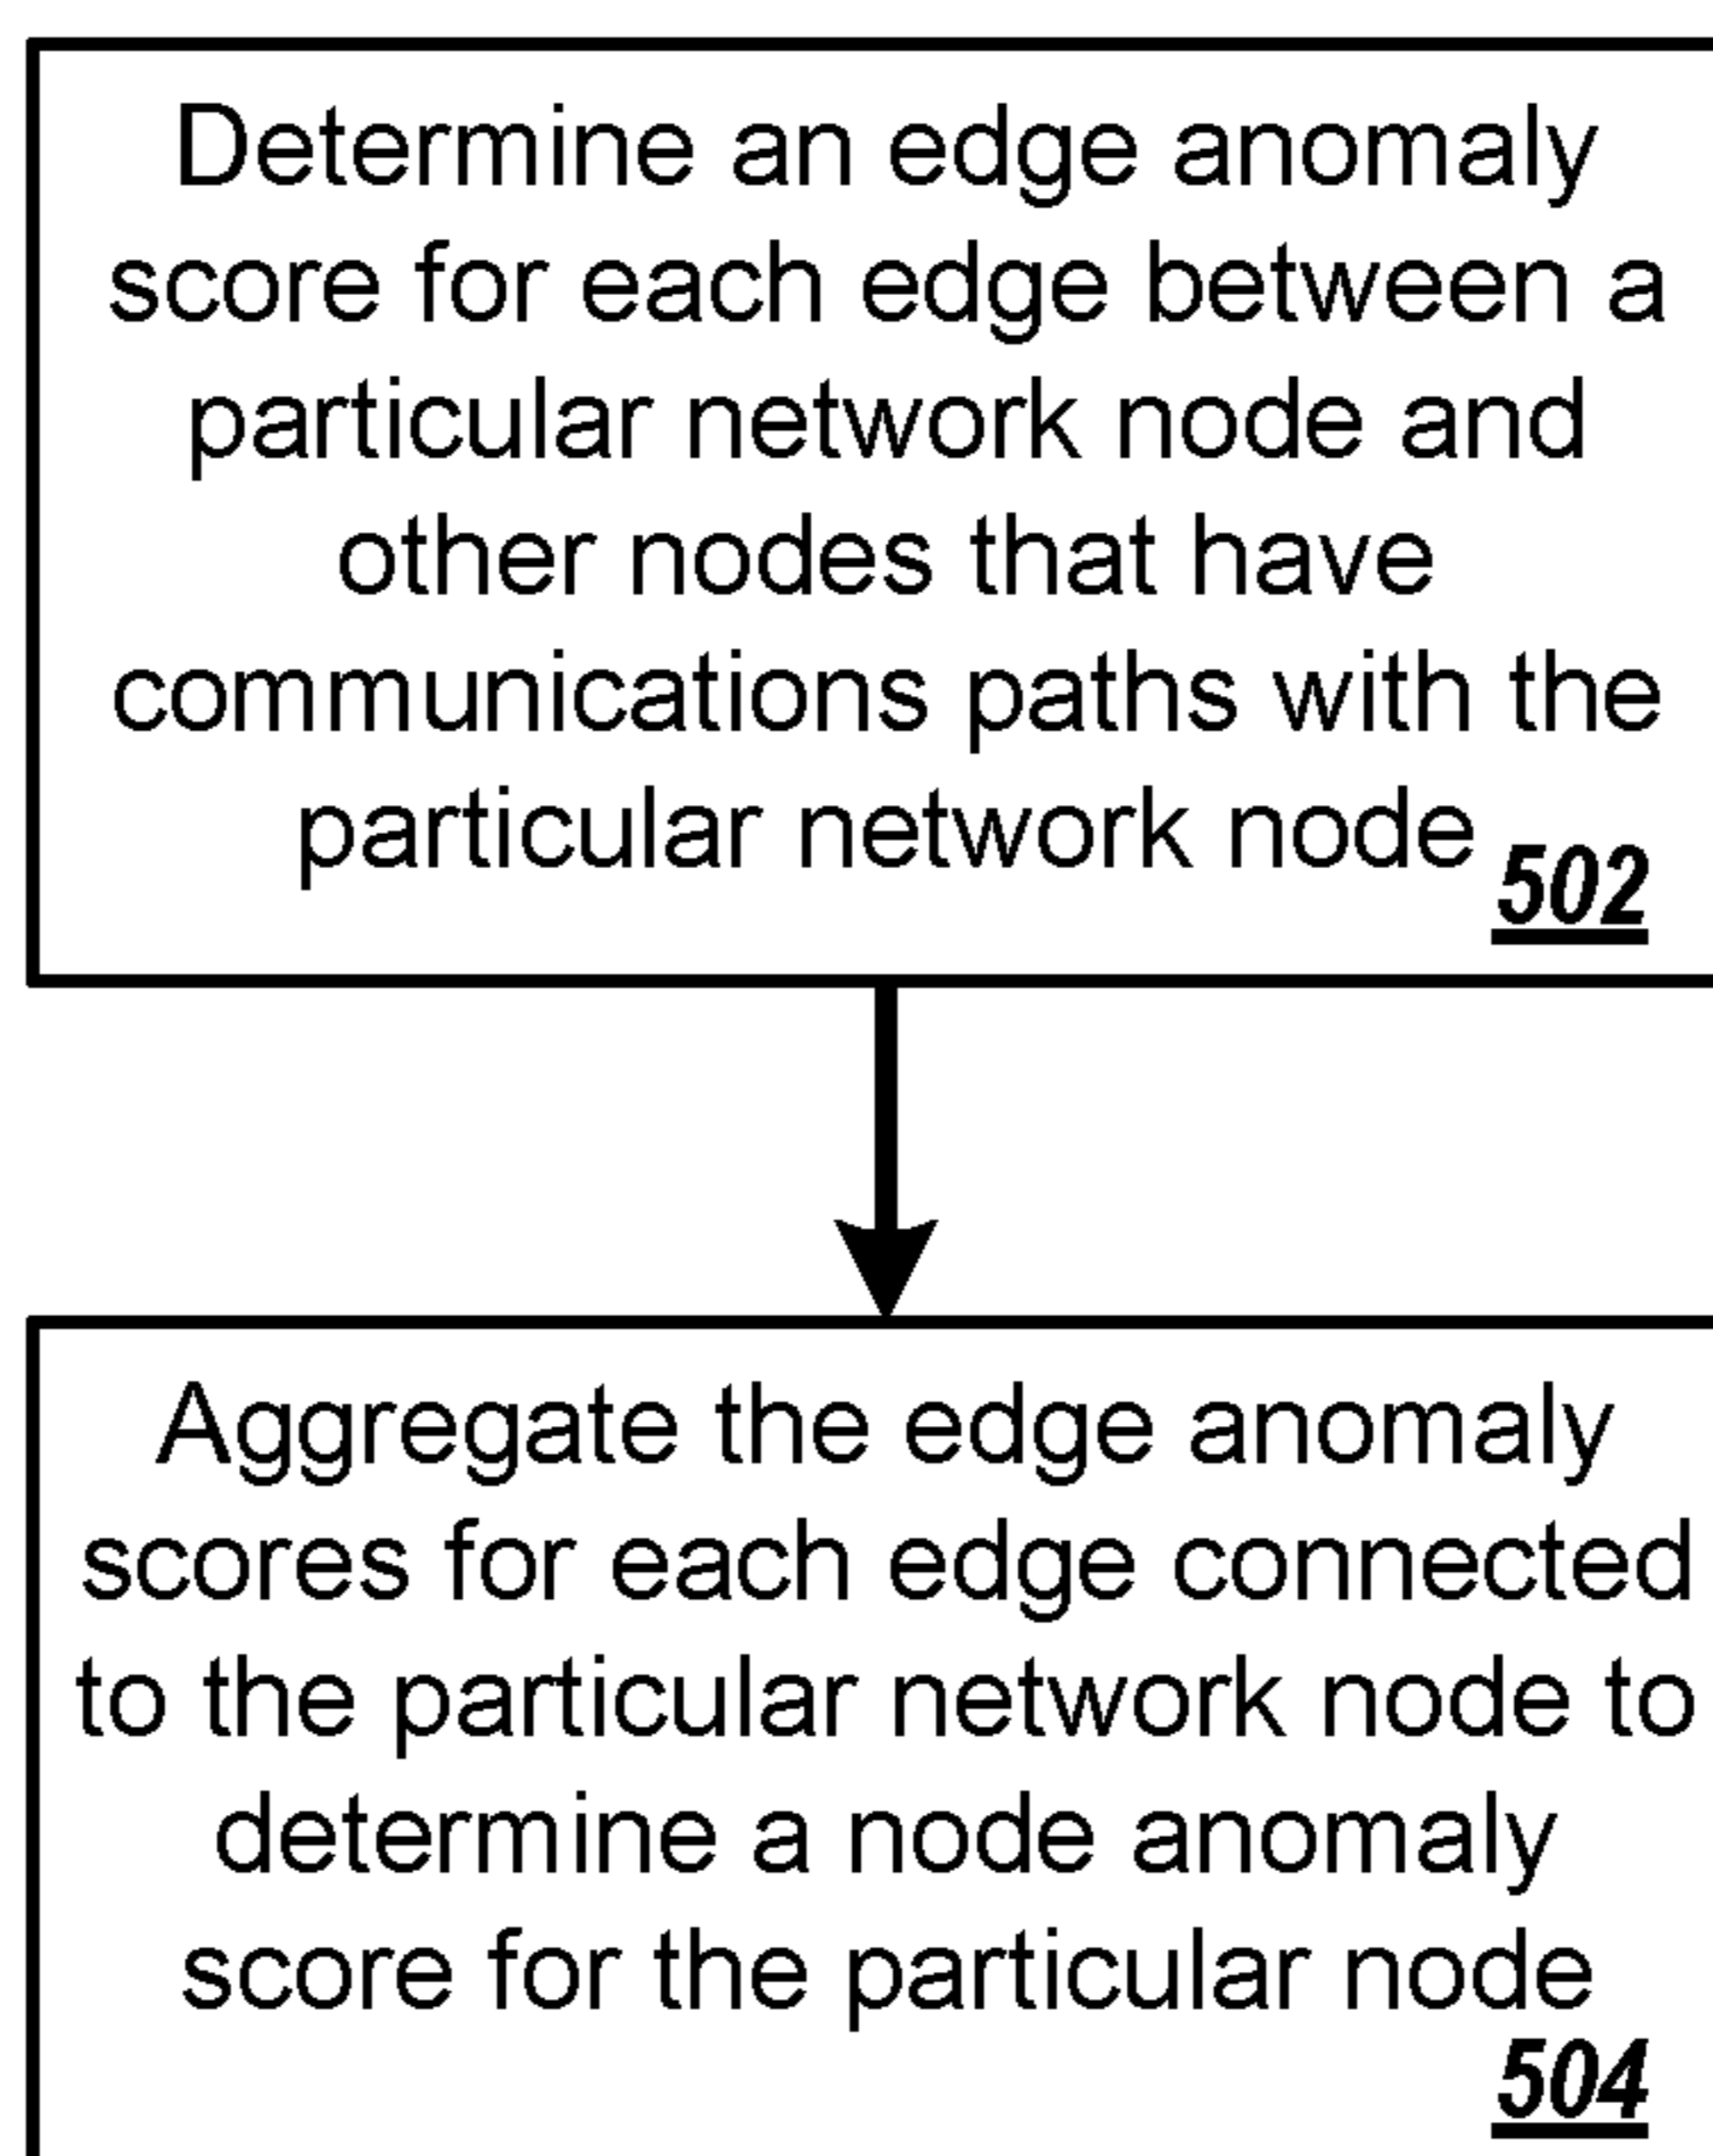 Determine an edge anomaly
score for each edge between a
particular network node and
other nodes that have
communications paths with the
particular network node
502
Aggregate the edge anomaly
scores for each edge connected
to the particular network node to
determine a node anomaly
score for the particular node
504